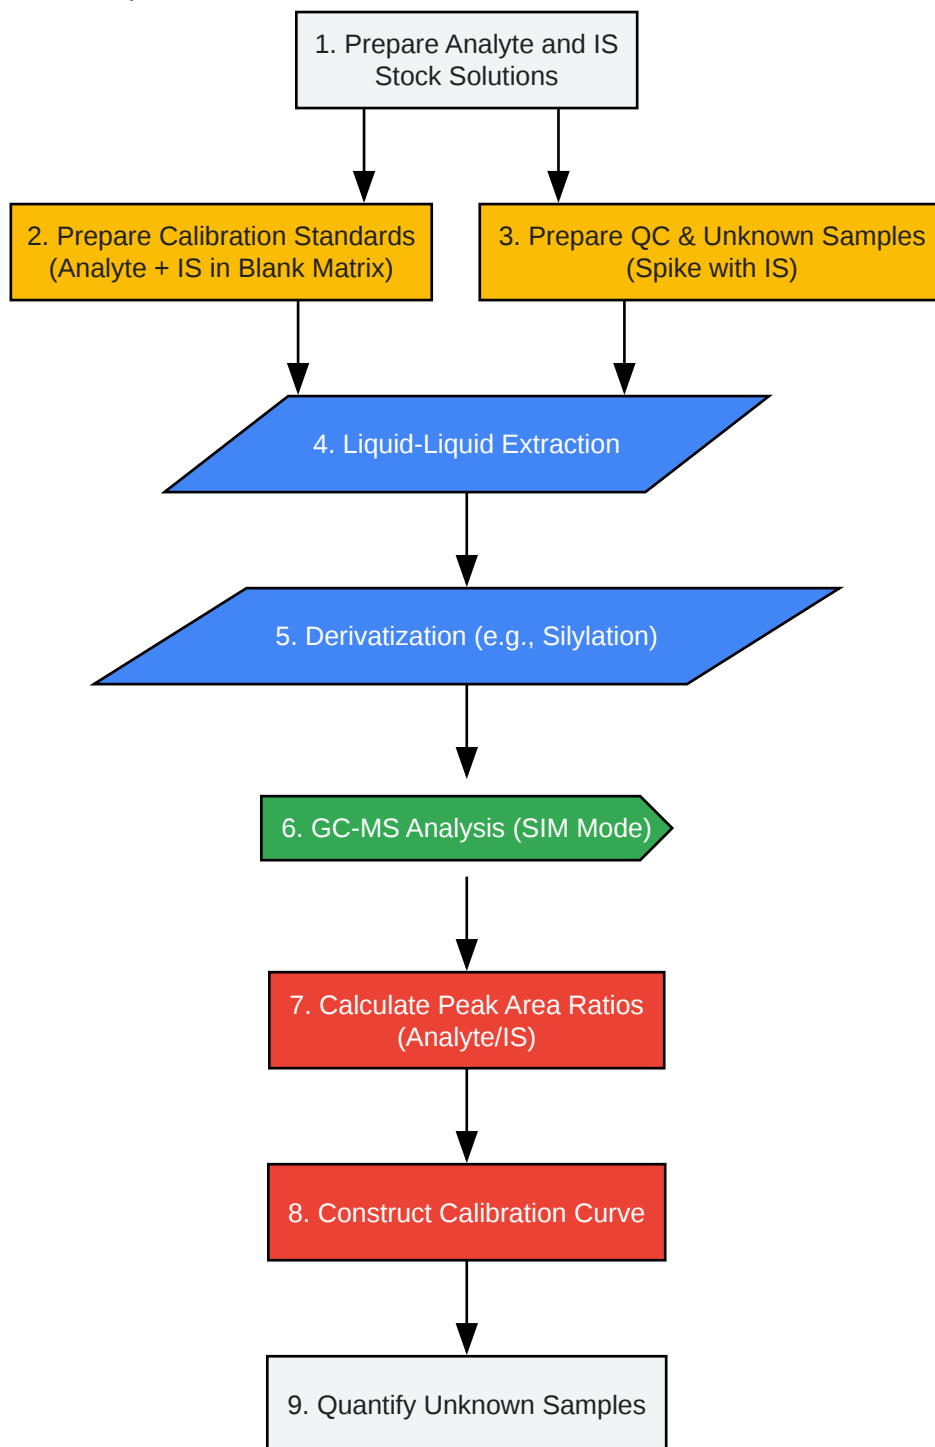 1. Prepare Analyte and IS
Stock Solutions
2. Prepare Calibration Standards
(Analyte + IS in Blank Matrix)
3. Prepare QC & Unknown Samples
(Spike with IS)
4. Liquid-Liquid Extraction
5. Derivatization (e.g., Silylation)
6. GC-MS Analysis (SIM Mode)
7. Calculate Peak Area Ratios
(Analyte/IS)
8. Construct Calibration Curve
9. Quantify Unknown Samples